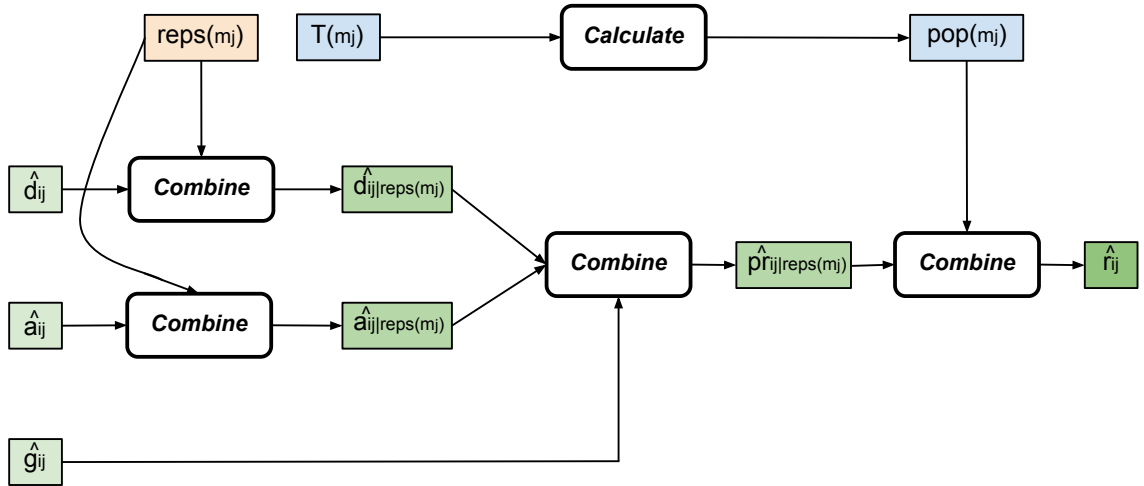 reps(mj)
T(mj)
Calculate
pop(mj)
d̂ij
Combine
d̂ij|reps(mj)
Combine
p̂rij|reps(mj)
Combine
r̂ij
âij
Combine
âij|reps(mj)
ĝij